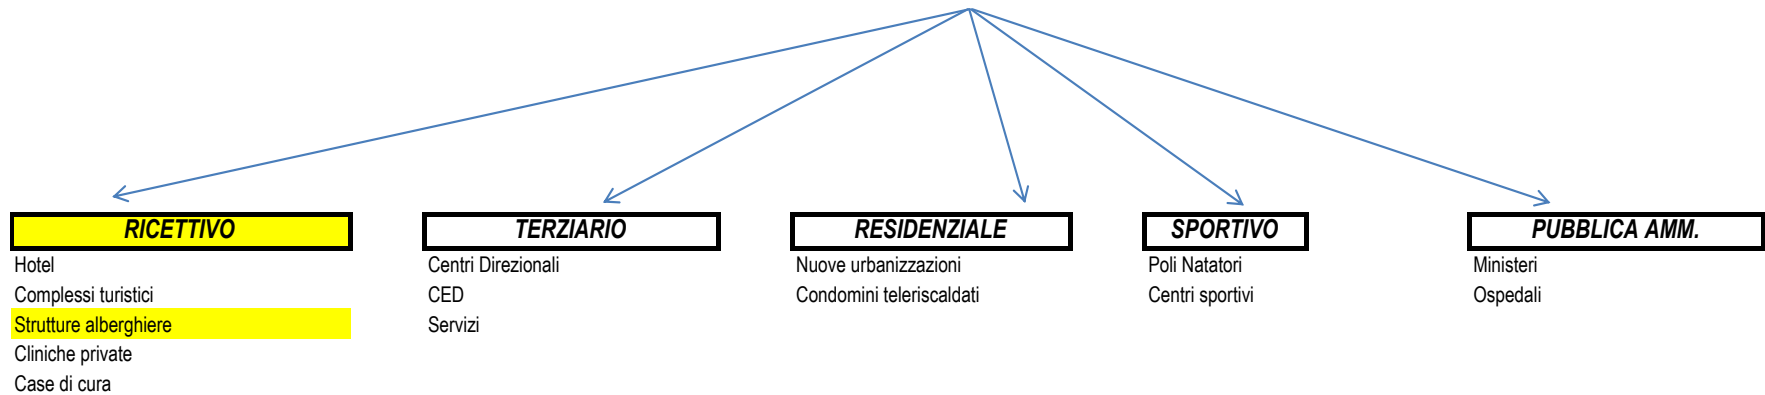 RICETTIVO
Hotel
Complessi turistici
Strutture alberghiere
Cliniche private
Case di cura
TERZIARIO
Centri Direzionali
CED
Servizi
RESIDENZIALE
Nuove urbanizzazioni
Condomini teleriscaldati
SPORTIVO
Poli Natatori
Centri sportivi
PUBBLICA AMM.
Ministeri
Ospedali